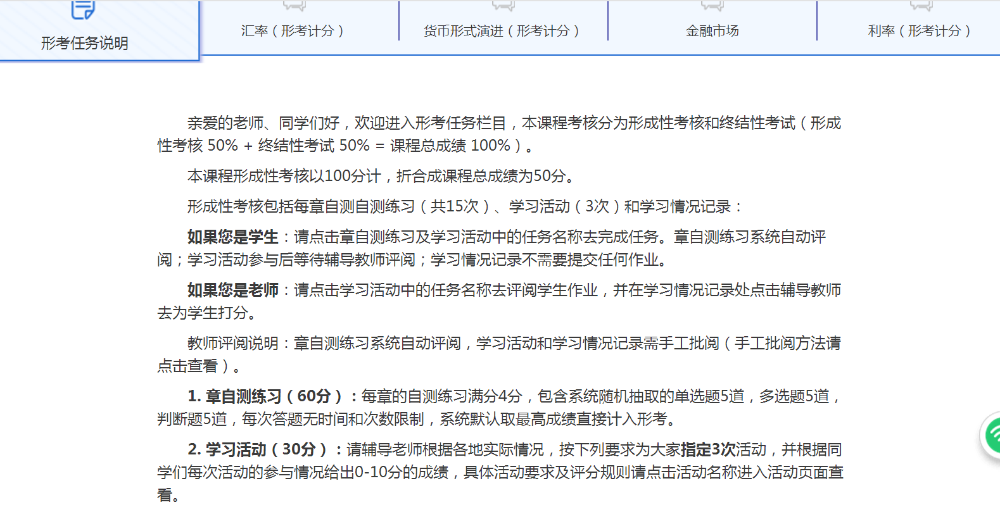 形考任务说明
汇率（形考计分）
货币形式演进（形考计分）
金融市场
利率（形考计分）
亲爱的老师、同学们好，欢迎进入形考任务栏目，本课程考核分为形成性考核和终结性考试（形成
性考核 50% + 终结性考试 50% = 课程总成绩 100%）。
本课程形成性考核以100分计，折合成课程总成绩为50分。
形成性考核包括每章自测自测练习（共15次）、学习活动（3次）和学习情况记录：
如果您是学生：请点击章自测练习及学习活动中的任务名称去完成任务。章自测练习系统自动评
阅；学习活动参与后等待辅导教师评阅；学习情况记录不需要提交任何作业。
如果您是老师：请点击学习活动中的任务名称去评阅学生作业，并在学习情况记录处点击辅导教师
去为学生打分。
教师评阅说明：章自测练习系统自动评阅，学习活动和学习情况记录需手工批阅（手工批阅方法请
点击查看）。
1. 章自测练习（60分）：每章的自测练习满分4分，包含系统随机抽取的单选题5道，多选题5道，
判断题5道，每次答题无时间和次数限制，系统默认取最高成绩直接计入形考。
2. 学习活动（30分）：请辅导老师根据各地实际情况，按下列要求为大家指定3次活动，并根据同
学们每次活动的参与情况给出0-10分的成绩，具体活动要求及评分规则请点击活动名称进入活动页面查
看。